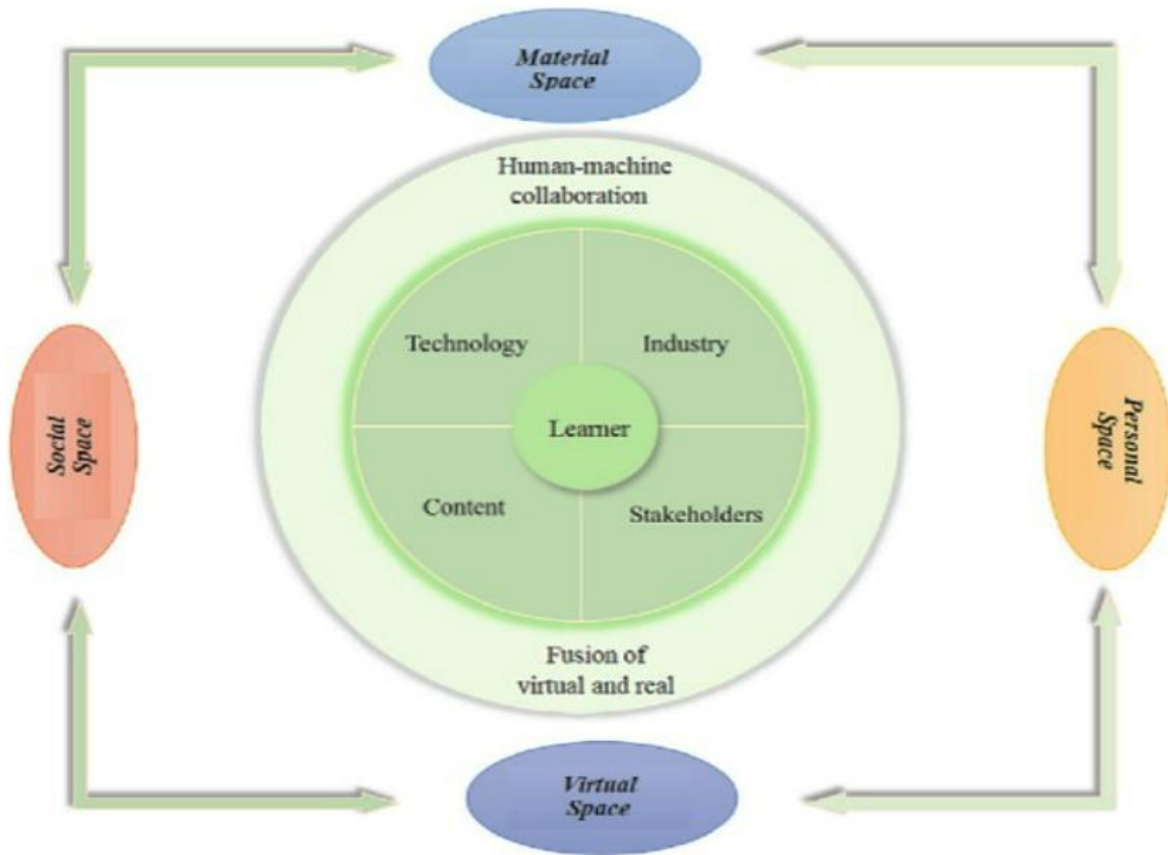 Material
Space
Human-machine
collaboration
Technology
Industry
Learner
Social
Space
Personal
Space
Content
Stakeholders
Fusion of
virtual and real
Virtual
Space